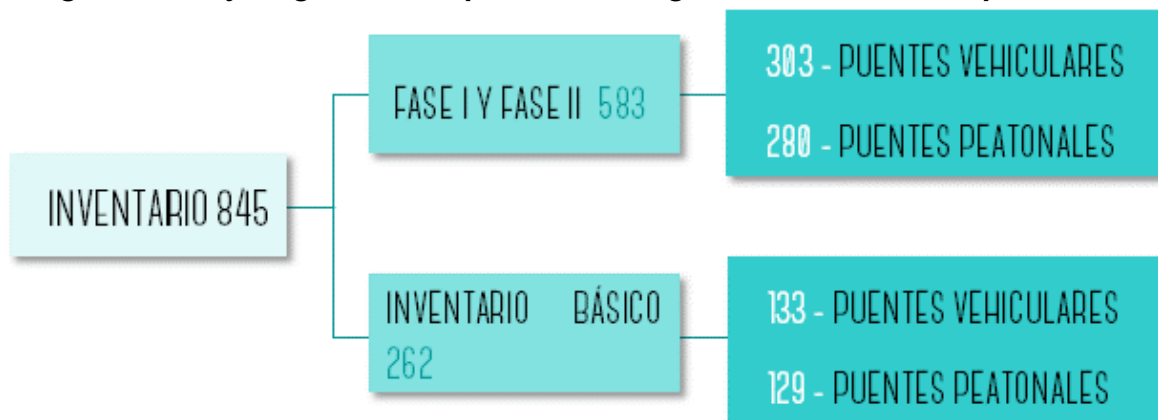 INVENTARIO 845
FASE I Y FASE II 583
303 - PUENTES VEHICULARES
280 - PUENTES PEATONALES
INVENTARIO BÁSICO
262
133 - PUENTES VEHICULARES
129 - PUENTES PEATONALES